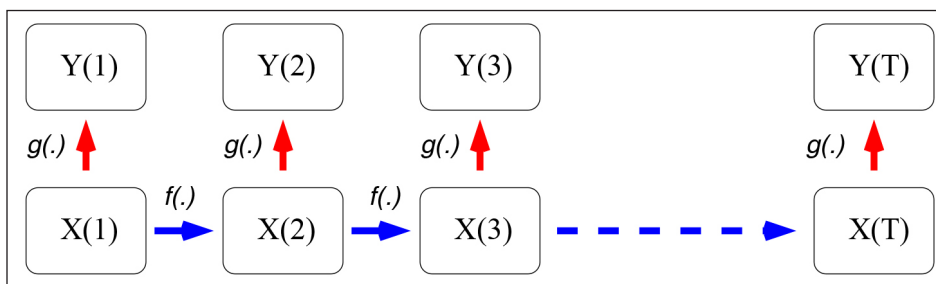 Y(1) Y(2) Y(3) Y(T)
g(.) g(.) g(.) g(.)
f(.) f(.)
X(1) X(2) X(3) X(T)